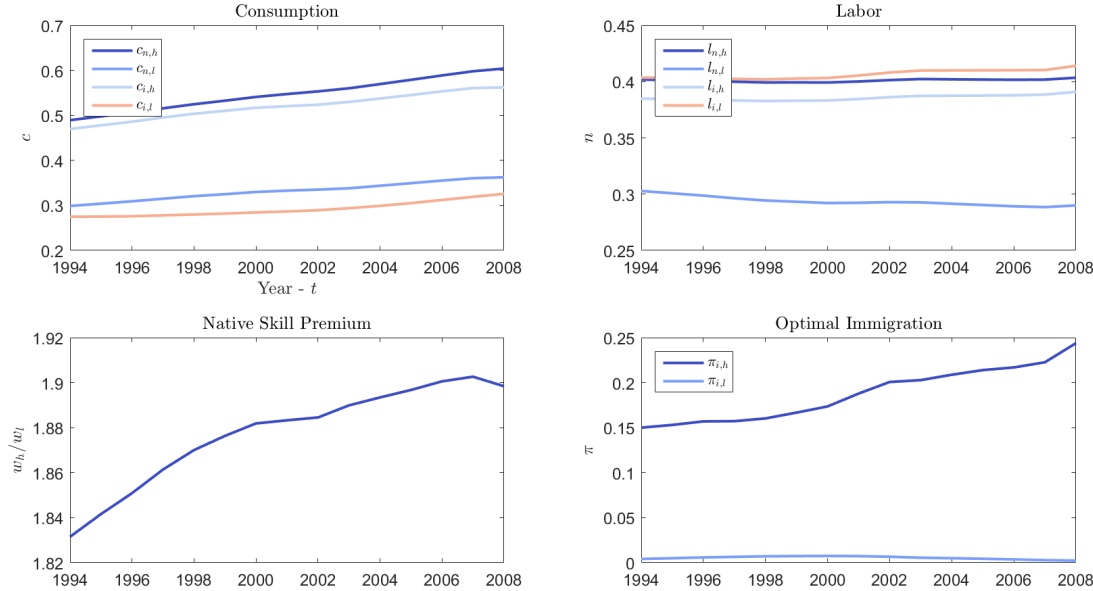 Consumption
0.7
0.6
0.5
0.4
0.3
0.2
c
c_{n,h}
c_{n,l}
c_{i,h}
c_{i,l}
1994 1996 1998 2000 2002 2004 2006 2008
Year - t
Labor
0.45
0.4
0.35
0.3
0.25
n
l_{n,h}
l_{n,l}
l_{i,h}
l_{i,l}
1994 1996 1998 2000 2002 2004 2006 2008
Native Skill Premium
1.92
1.9
1.88
1.86
1.84
1.82
w_h/w_l
1994 1996 1998 2000 2002 2004 2006 2008
Optimal Immigration
0.25
0.2
0.15
0.1
0.05
0
π
π_{i,h}
π_{i,l}
1994 1996 1998 2000 2002 2004 2006 2008